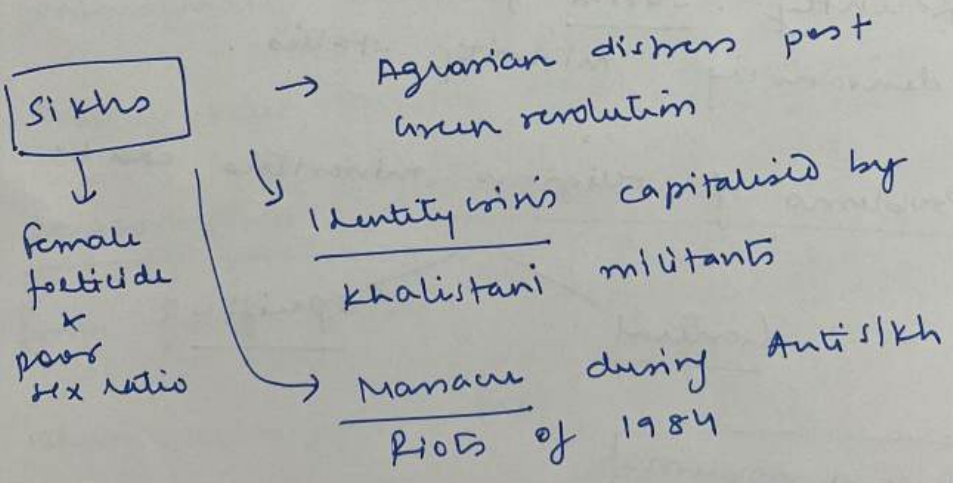 Sikhs
→ Agrarian distress post
Green revolution
Identity crisis capitalised by
Khalistani militants
Massacre during Anti Sikh
Riots of 1984
female
foeticide
&
poor
sex ratio